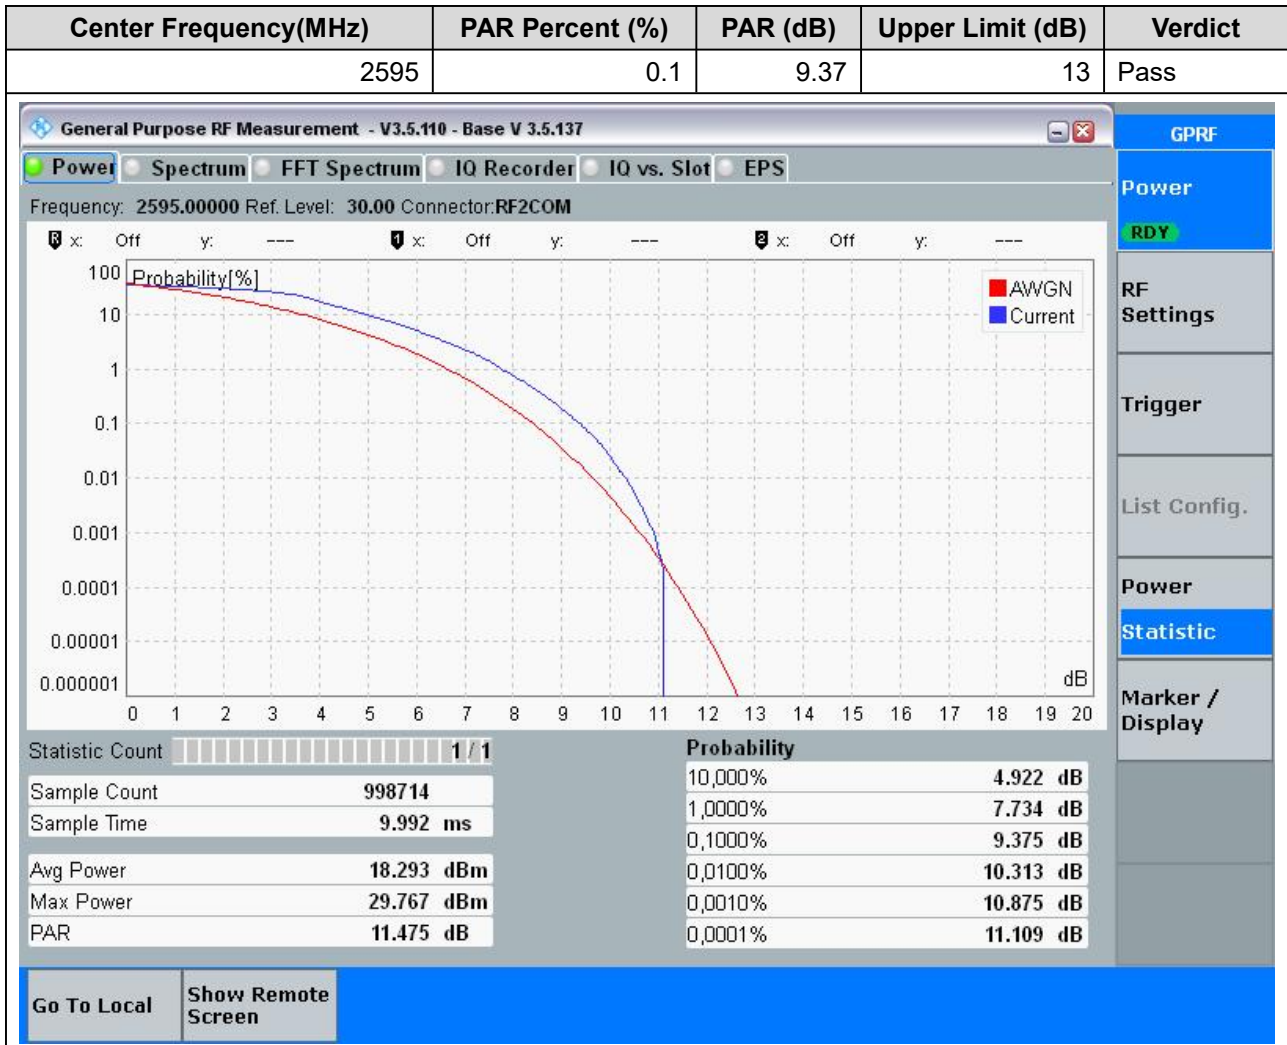 Center Frequency(MHz) PAR Percent (%) PAR (dB) Upper Limit (dB) Verdict
2595 0.1 9.37 13 Pass
General Purpose RF Measurement - V3.5.110 - Base V 3.5.137
GPRF
Power Spectrum FFT Spectrum IQ Recorder IQ vs. Slot EPS
Frequency: 2595.00000 Ref. Level: 30.00 Connector:RF2COM
R x: Off y: --- 1 x: Off y: --- 2 x: Off y: ---
Probability[%]
AWGN
Current
100
10
1
0.1
0.01
0.001
0.0001
0.00001
0.000001
dB
0 1 2 3 4 5 6 7 8 9 10 11 12 13 14 15 16 17 18 19 20
Statistic Count 1 / 1
Sample Count 998714
Sample Time 9.992 ms
Avg Power 18.293 dBm
Max Power 29.767 dBm
PAR 11.475 dB
Probability
10,000% 4.922 dB
1,0000% 7.734 dB
0,1000% 9.375 dB
0,0100% 10.313 dB
0,0010% 10.875 dB
0,0001% 11.109 dB
Power
RDY
RF
Settings
Trigger
List Config.
Power
Statistic
Marker /
Display
Go To Local
Show Remote
Screen